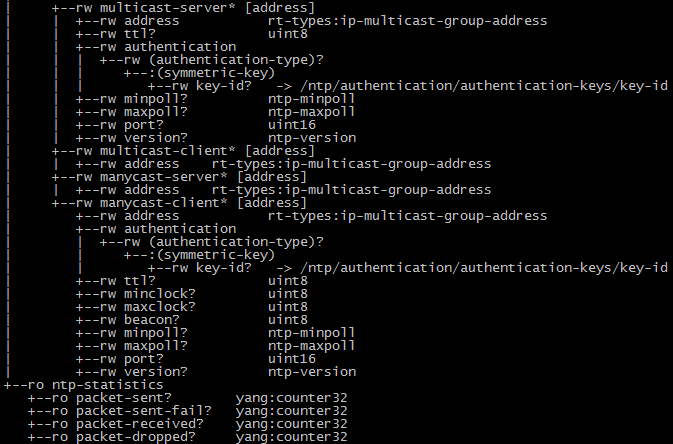 |     +--rw multicast-server* [address]
|     |  +--rw address             rt-types:ip-multicast-group-address
|     |  +--rw ttl?                uint8
|     |  +--rw authentication
|     |  |  +--rw (authentication-type)?
|     |  |     +--:(symmetric-key)
|     |  |        +--rw key-id?   -> /ntp/authentication/authentication-keys/key-id
|     |  +--rw minpoll?            ntp-minpoll
|     |  +--rw maxpoll?            ntp-maxpoll
|     |  +--rw port?               uint16
|     |  +--rw version?            ntp-version
|     +--rw multicast-client* [address]
|     |  +--rw address    rt-types:ip-multicast-group-address
|     +--rw manycast-server* [address]
|     |  +--rw address    rt-types:ip-multicast-group-address
|     +--rw manycast-client* [address]
|        +--rw address             rt-types:ip-multicast-group-address
|        +--rw authentication
|        |  +--rw (authentication-type)?
|        |     +--:(symmetric-key)
|        |        +--rw key-id?   -> /ntp/authentication/authentication-keys/key-id
|        +--rw ttl?                uint8
|        +--rw minclock?           uint8
|        +--rw maxclock?           uint8
|        +--rw beacon?             uint8
|        +--rw minpoll?            ntp-minpoll
|        +--rw maxpoll?            ntp-maxpoll
|        +--rw port?               uint16
|        +--rw version?            ntp-version
+--ro ntp-statistics
   +--ro packet-sent?        yang:counter32
   +--ro packet-sent-fail?   yang:counter32
   +--ro packet-received?    yang:counter32
   +--ro packet-dropped?     yang:counter32